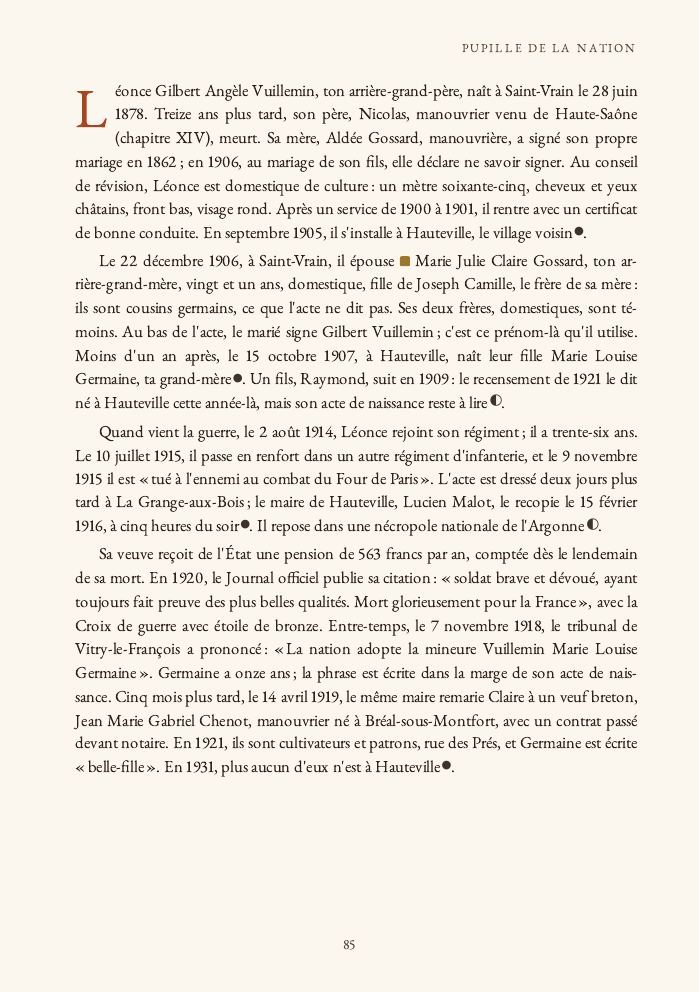 PUPILLE DE LA NATION
Léonce Gilbert Angèle Vuillemin, ton arrière-grand-père, naît à Saint-Vrain le 28 juin
1878. Treize ans plus tard, son père, Nicolas, manouvrier venu de Haute-Saône
(chapitre XIV), meurt. Sa mère, Aldée Gossard, manouvrière, a signé son propre
mariage en 1862 ; en 1906, au mariage de son fils, elle déclare ne savoir signer. Au conseil
de révision, Léonce est domestique de culture : un mètre soixante-cinq, cheveux et yeux
châtains, front bas, visage rond. Après un service de 1900 à 1901, il rentre avec un certificat
de bonne conduite. En septembre 1905, il s'installe à Hauteville, le village voisin●.
Le 22 décembre 1906, à Saint-Vrain, il épouse ■ Marie Julie Claire Gossard, ton ar-
rière-grand-mère, vingt et un ans, domestique, fille de Joseph Camille, le frère de sa mère :
ils sont cousins germains, ce que l'acte ne dit pas. Ses deux frères, domestiques, sont té-
moins. Au bas de l'acte, le marié signe Gilbert Vuillemin ; c'est ce prénom-là qu'il utilise.
Moins d'un an après, le 15 octobre 1907, à Hauteville, naît leur fille Marie Louise
Germaine, ta grand-mère●. Un fils, Raymond, suit en 1909 : le recensement de 1921 le dit
né à Hauteville cette année-là, mais son acte de naissance reste à lire◐.
Quand vient la guerre, le 2 août 1914, Léonce rejoint son régiment ; il a trente-six ans.
Le 10 juillet 1915, il passe en renfort dans un autre régiment d'infanterie, et le 9 novembre
1915 il est « tué à l'ennemi au combat du Four de Paris ». L'acte est dressé deux jours plus
tard à La Grange-aux-Bois ; le maire de Hauteville, Lucien Malot, le recopie le 15 février
1916, à cinq heures du soir●. Il repose dans une nécropole nationale de l'Argonne◐.
Sa veuve reçoit de l'État une pension de 563 francs par an, comptée dès le lendemain
de sa mort. En 1920, le Journal officiel publie sa citation : « soldat brave et dévoué, ayant
toujours fait preuve des plus belles qualités. Mort glorieusement pour la France », avec la
Croix de guerre avec étoile de bronze. Entre-temps, le 7 novembre 1918, le tribunal de
Vitry-le-François a prononcé : « La nation adopte la mineure Vuillemin Marie Louise
Germaine ». Germaine a onze ans ; la phrase est écrite dans la marge de son acte de nais-
sance. Cinq mois plus tard, le 14 avril 1919, le même maire remarie Claire à un veuf breton,
Jean Marie Gabriel Chenot, manouvrier né à Bréal-sous-Montfort, avec un contrat passé
devant notaire. En 1921, ils sont cultivateurs et patrons, rue des Prés, et Germaine est écrite
« belle-fille ». En 1931, plus aucun d'eux n'est à Hauteville●.
85